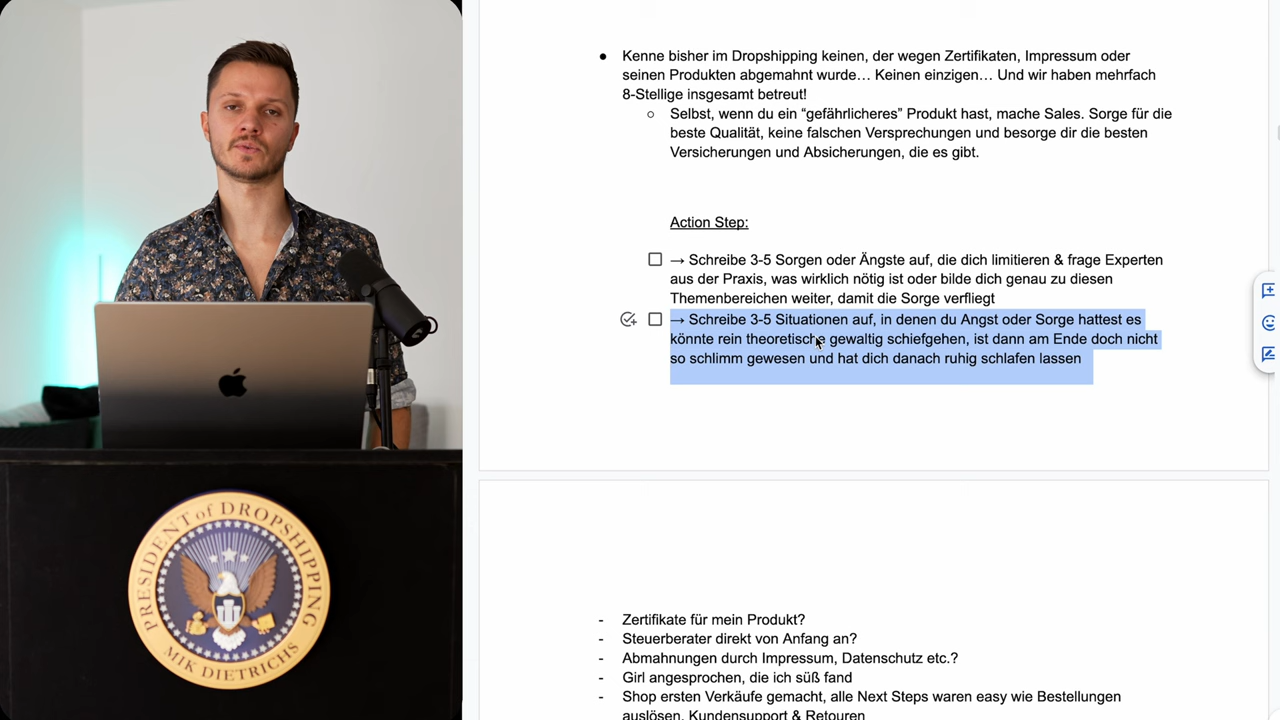 ● Kenne bisher im Dropshipping keinen, der wegen Zertifikaten, Impressum oder
seinen Produkten abgemahnt wurde… Keinen einzigen… Und wir haben mehrfach
8-Stellige insgesamt betreut!
○ Selbst, wenn du ein “gefährlicheres” Produkt hast, mache Sales. Sorge für die
beste Qualität, keine falschen Versprechungen und besorge dir die besten
Versicherungen und Absicherungen, die es gibt.
Action Step:
→ Schreibe 3-5 Sorgen oder Ängste auf, die dich limitieren & frage Experten
aus der Praxis, was wirklich nötig ist oder bilde dich genau zu diesen
Themenbereichen weiter, damit die Sorge verfliegt
→ Schreibe 3-5 Situationen auf, in denen du Angst oder Sorge hattest es
könnte rein theoretische gewaltig schiefgehen, ist dann am Ende doch nicht
so schlimm gewesen und hat dich danach ruhig schlafen lassen
- Zertifikate für mein Produkt?
- Steuerberater direkt von Anfang an?
- Abmahnungen durch Impressum, Datenschutz etc.?
- Girl angesprochen, die ich süß fand
- Shop ersten Verkäufe gemacht, alle Next Steps waren easy wie Bestellungen
auslösen, Kundensupport & Retouren
PRESIDENT of DROPSHIPPING
MIK DIETRICHS